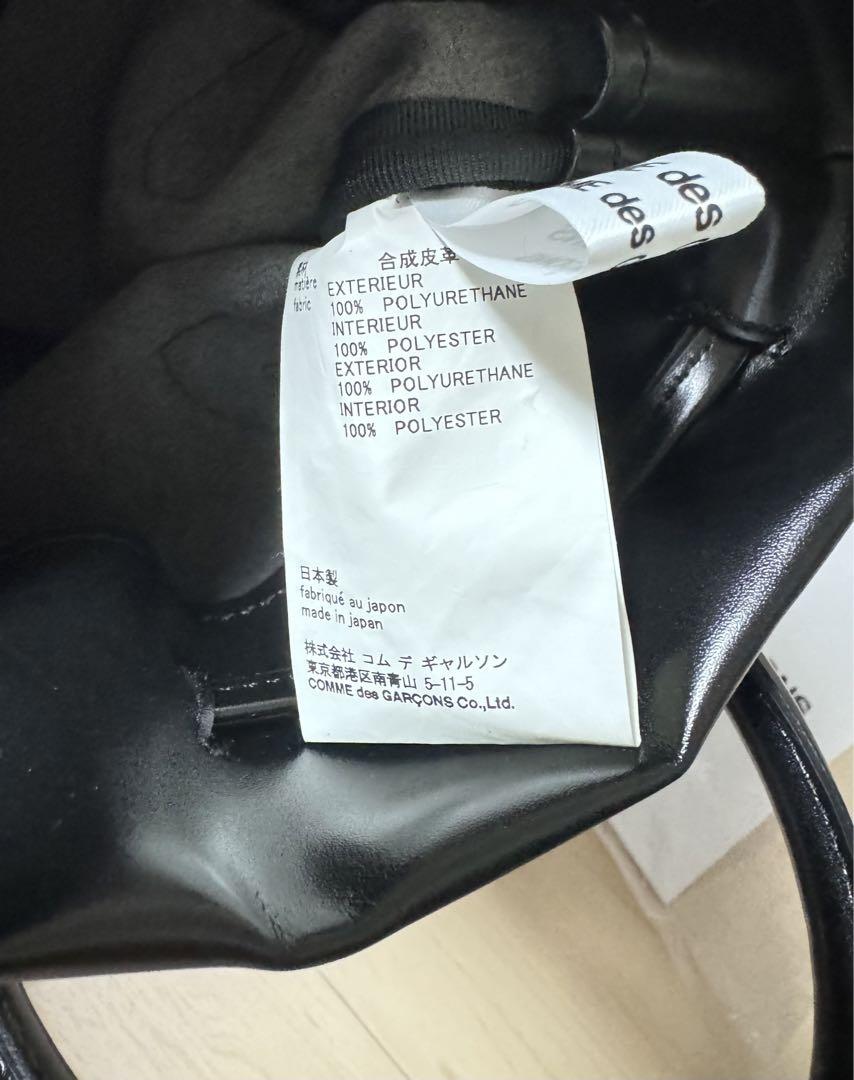 des
des
素材 合成皮革
matière EXTERIEUR
fabric 100% POLYURETHANE
INTERIEUR
100% POLYESTER
EXTERIOR
100% POLYURETHANE
INTERIOR
100% POLYESTER
日本製
fabriqué au japon
made in japan
株式会社 コム デ ギャルソン
東京都港区南青山 5-11-5
COMME des GARÇONS Co.,Ltd.